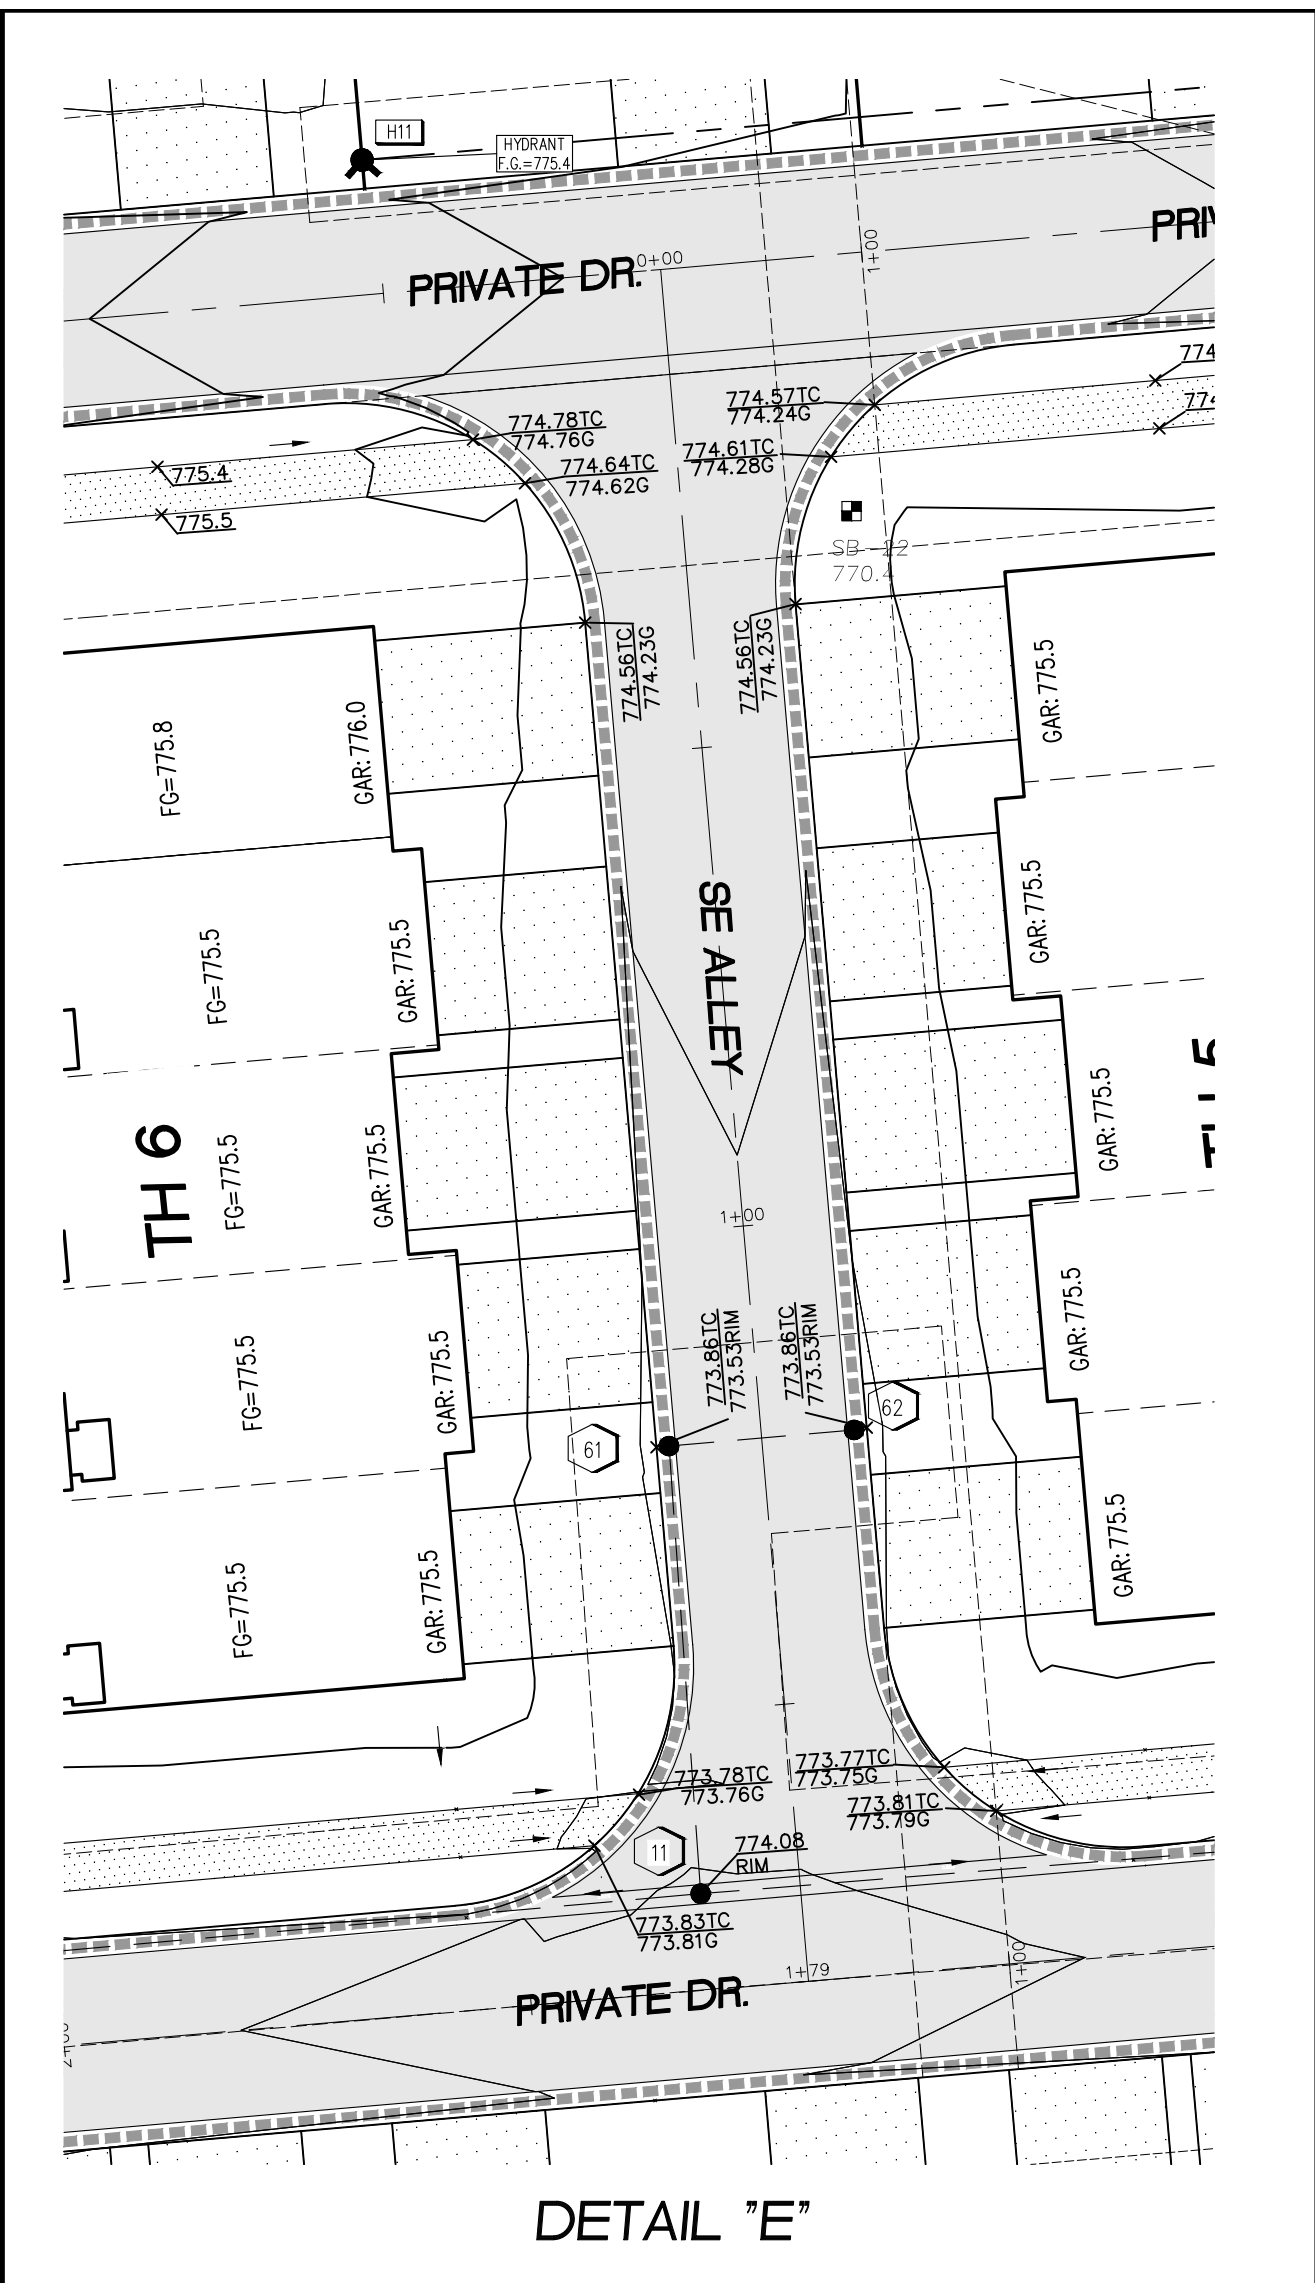 H11
HYDRANT
F.G.=775.4
PRIVATE DR.
0+00
1+00
774.57TC
774.24G
774.78TC
774.76G
774.61TC
774.28G
774.64TC
774.62G
775.4
775.5
SB-22
770.4
774.56TC
774.23G
774.56TC
774.23G
GAR: 775.5
FG=775.8
GAR: 776.0
SE ALLEY
GAR: 775.5
FG=775.5
GAR: 775.5
GAR: 775.5
TH 6
FG=775.5
GAR: 775.5
1+00
773.86TC
773.53RIM
773.86TC
773.53RIM
GAR: 775.5
FG=775.5
GAR: 775.5
62
61
GAR: 775.5
FG=775.5
GAR: 775.5
773.78TC
773.76G
773.77TC
773.75G
773.81TC
773.79G
11
774.08
RIM
773.83TC
773.81G
1+79
1+00
PRIVATE DR.
DETAIL "E"